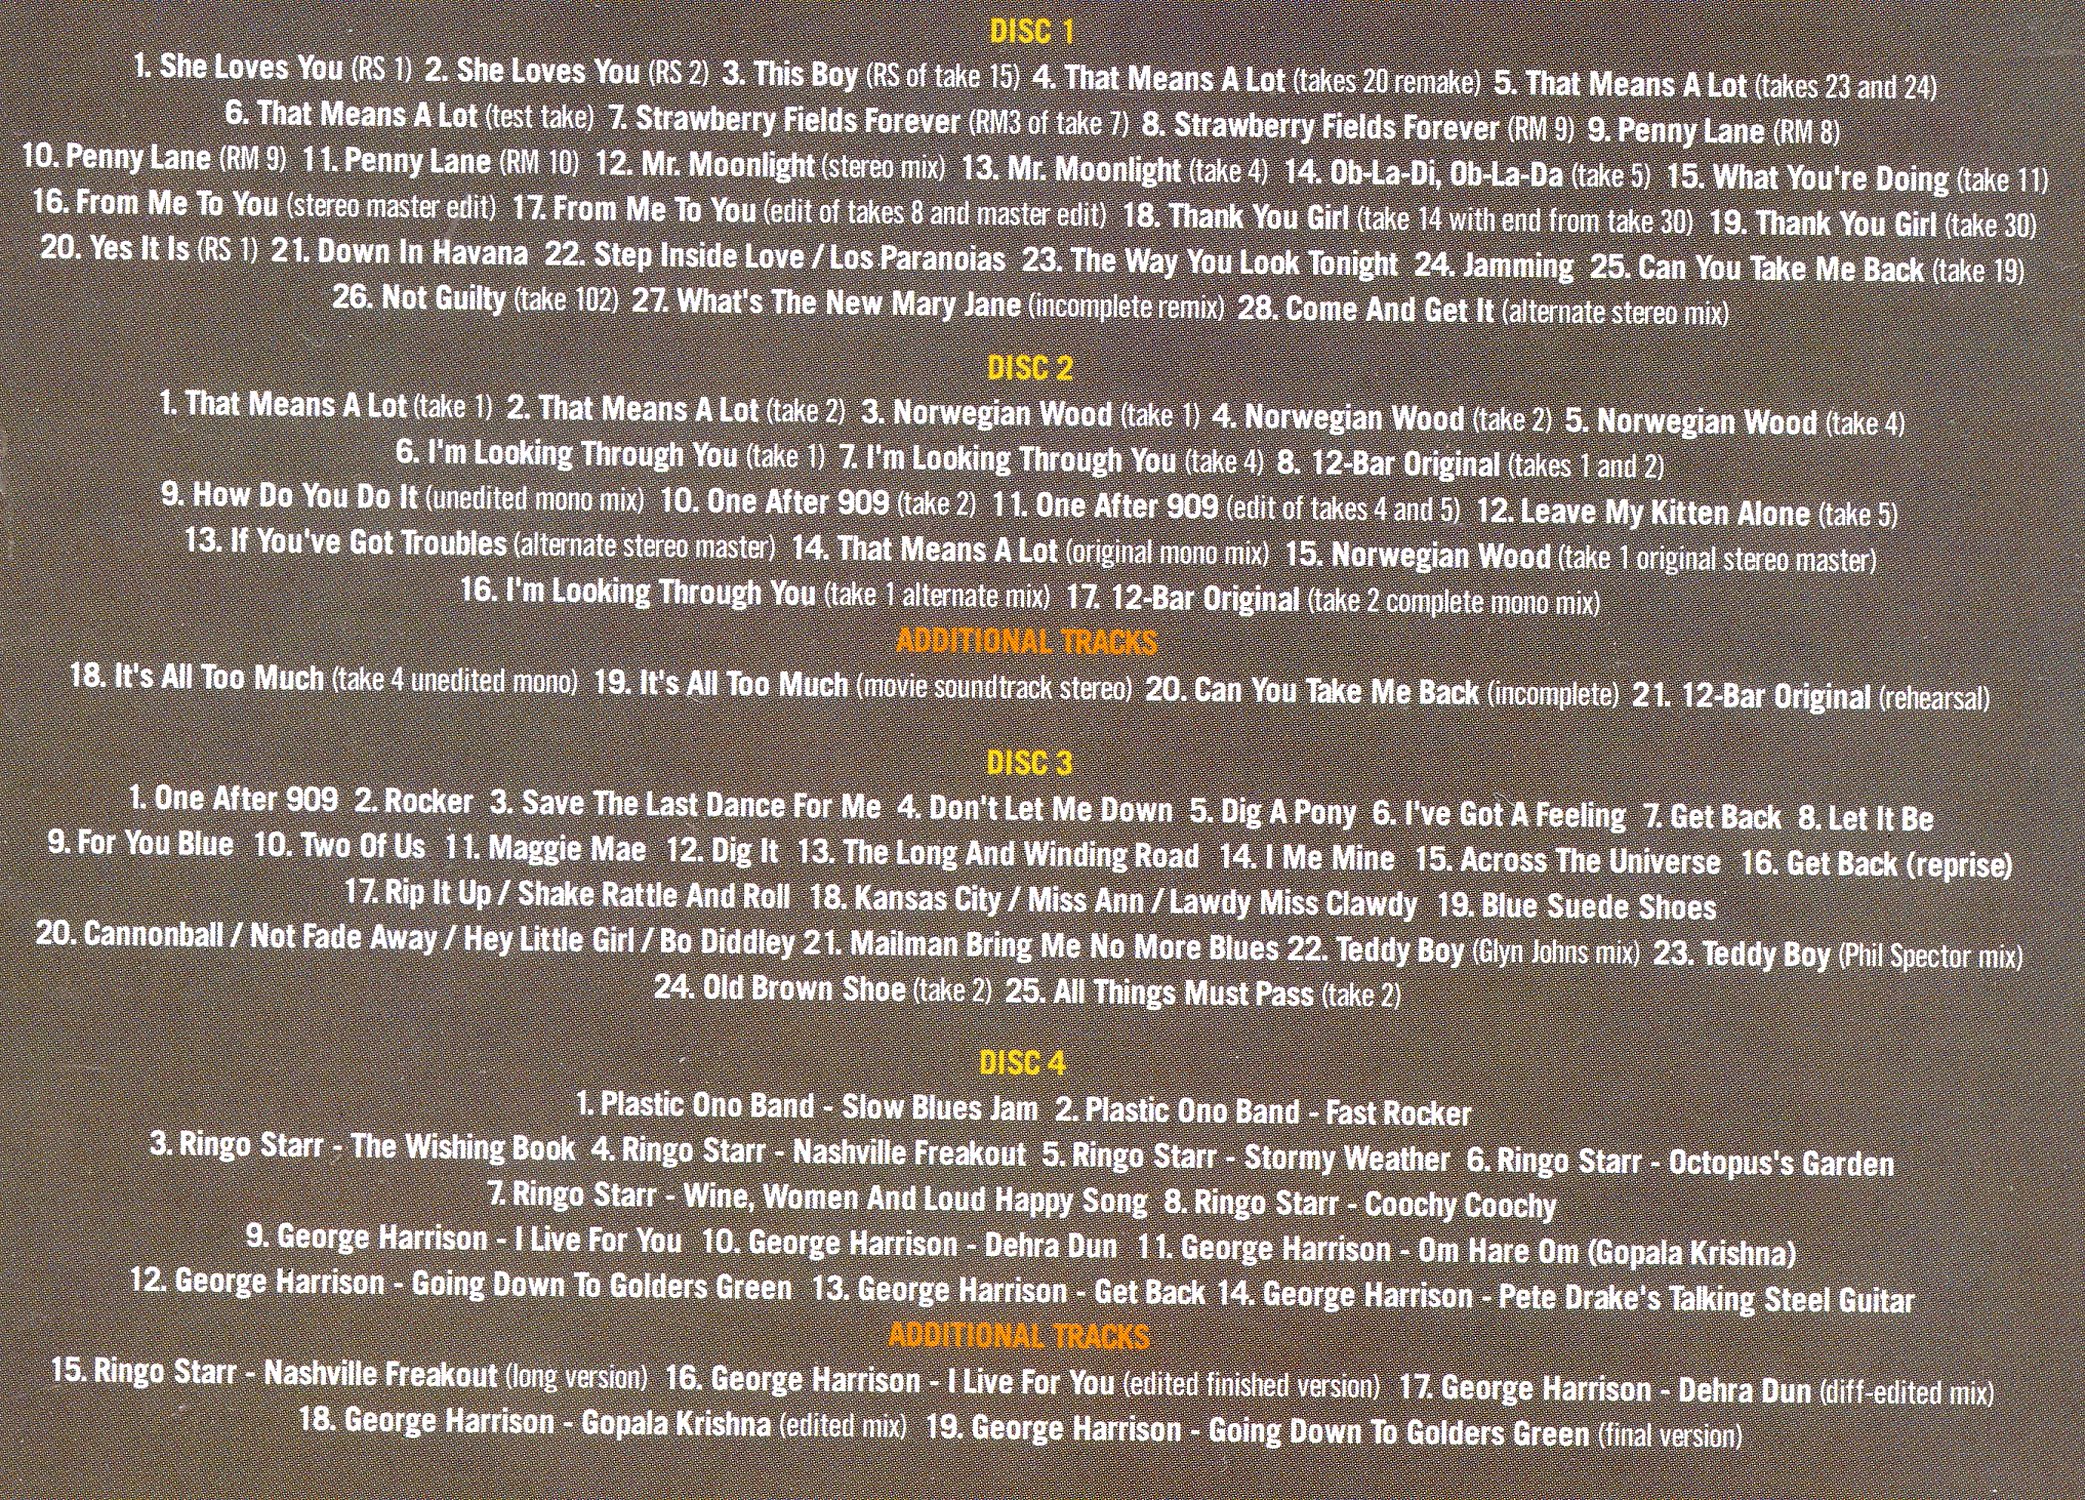 DISC 1
1. She Loves You (RS 1) 2. She Loves You (RS 2) 3. This Boy (RS of take 15) 4. That Means A Lot (takes 20 remake) 5. That Means A Lot (takes 23 and 24)
6. That Means A Lot (test take) 7. Strawberry Fields Forever (RM3 of take 7) 8. Strawberry Fields Forever (RM 9) 9. Penny Lane (RM 8)
10. Penny Lane (RM 9) 11. Penny Lane (RM 10) 12. Mr. Moonlight (stereo mix) 13. Mr. Moonlight (take 4) 14. Ob-La-Di, Ob-La-Da (take 5) 15. What You're Doing (take 11)
16. From Me To You (stereo master edit) 17. From Me To You (edit of takes 8 and master edit) 18. Thank You Girl (take 14 with end from take 30) 19. Thank You Girl (take 30)
20. Yes It Is (RS 1) 21. Down In Havana 22. Step Inside Love / Los Paranoias 23. The Way You Look Tonight 24. Jamming 25. Can You Take Me Back (take 19)
26. Not Guilty (take 102) 27. What's The New Mary Jane (incomplete remix) 28. Come And Get It (alternate stereo mix)
DISC 2
1. That Means A Lot (take 1) 2. That Means A Lot (take 2) 3. Norwegian Wood (take 1) 4. Norwegian Wood (take 2) 5. Norwegian Wood (take 4)
6. I'm Looking Through You (take 1) 7. I'm Looking Through You (take 4) 8. 12-Bar Original (takes 1 and 2)
9. How Do You Do It (unedited mono mix) 10. One After 909 (take 2) 11. One After 909 (edit of takes 4 and 5) 12. Leave My Kitten Alone (take 5)
13. If You've Got Troubles (alternate stereo master) 14. That Means A Lot (original mono mix) 15. Norwegian Wood (take 1 original stereo master)
16. I'm Looking Through You (take 1 alternate mix) 17. 12-Bar Original (take 2 complete mono mix)
ADDITIONAL TRACKS
18. It's All Too Much (take 4 unedited mono) 19. It's All Too Much (movie soundtrack stereo) 20. Can You Take Me Back (incomplete) 21. 12-Bar Original (rehearsal)
DISC 3
1. One After 909 2. Rocker 3. Save The Last Dance For Me 4. Don't Let Me Down 5. Dig A Pony 6. I've Got A Feeling 7. Get Back 8. Let It Be
9. For You Blue 10. Two Of Us 11. Maggie Mae 12. Dig It 13. The Long And Winding Road 14. I Me Mine 15. Across The Universe 16. Get Back (reprise)
17. Rip It Up / Shake Rattle And Roll 18. Kansas City / Miss Ann / Lawdy Miss Clawdy 19. Blue Suede Shoes
20. Cannonball / Not Fade Away / Hey Little Girl / Bo Diddley 21. Mailman Bring Me No More Blues 22. Teddy Boy (Glyn Johns mix) 23. Teddy Boy (Phil Spector mix)
24. Old Brown Shoe (take 2) 25. All Things Must Pass (take 2)
DISC 4
1. Plastic Ono Band - Slow Blues Jam 2. Plastic Ono Band - Fast Rocker
3. Ringo Starr - The Wishing Book 4. Ringo Starr - Nashville Freakout 5. Ringo Starr - Stormy Weather 6. Ringo Starr - Octopus's Garden
7. Ringo Starr - Wine, Women And Loud Happy Song 8. Ringo Starr - Coochy Coochy
9. George Harrison - I Live For You 10. George Harrison - Dehra Dun 11. George Harrison - Om Hare Om (Gopala Krishna)
12. George Harrison - Going Down To Golders Green 13. George Harrison - Get Back 14. George Harrison - Pete Drake's Talking Steel Guitar
ADDITIONAL TRACKS
15. Ringo Starr - Nashville Freakout (long version) 16. George Harrison - I Live For You (edited finished version) 17. George Harrison - Dehra Dun (diff-edited mix)
18. George Harrison - Gopala Krishna (edited mix) 19. George Harrison - Going Down To Golders Green (final version)